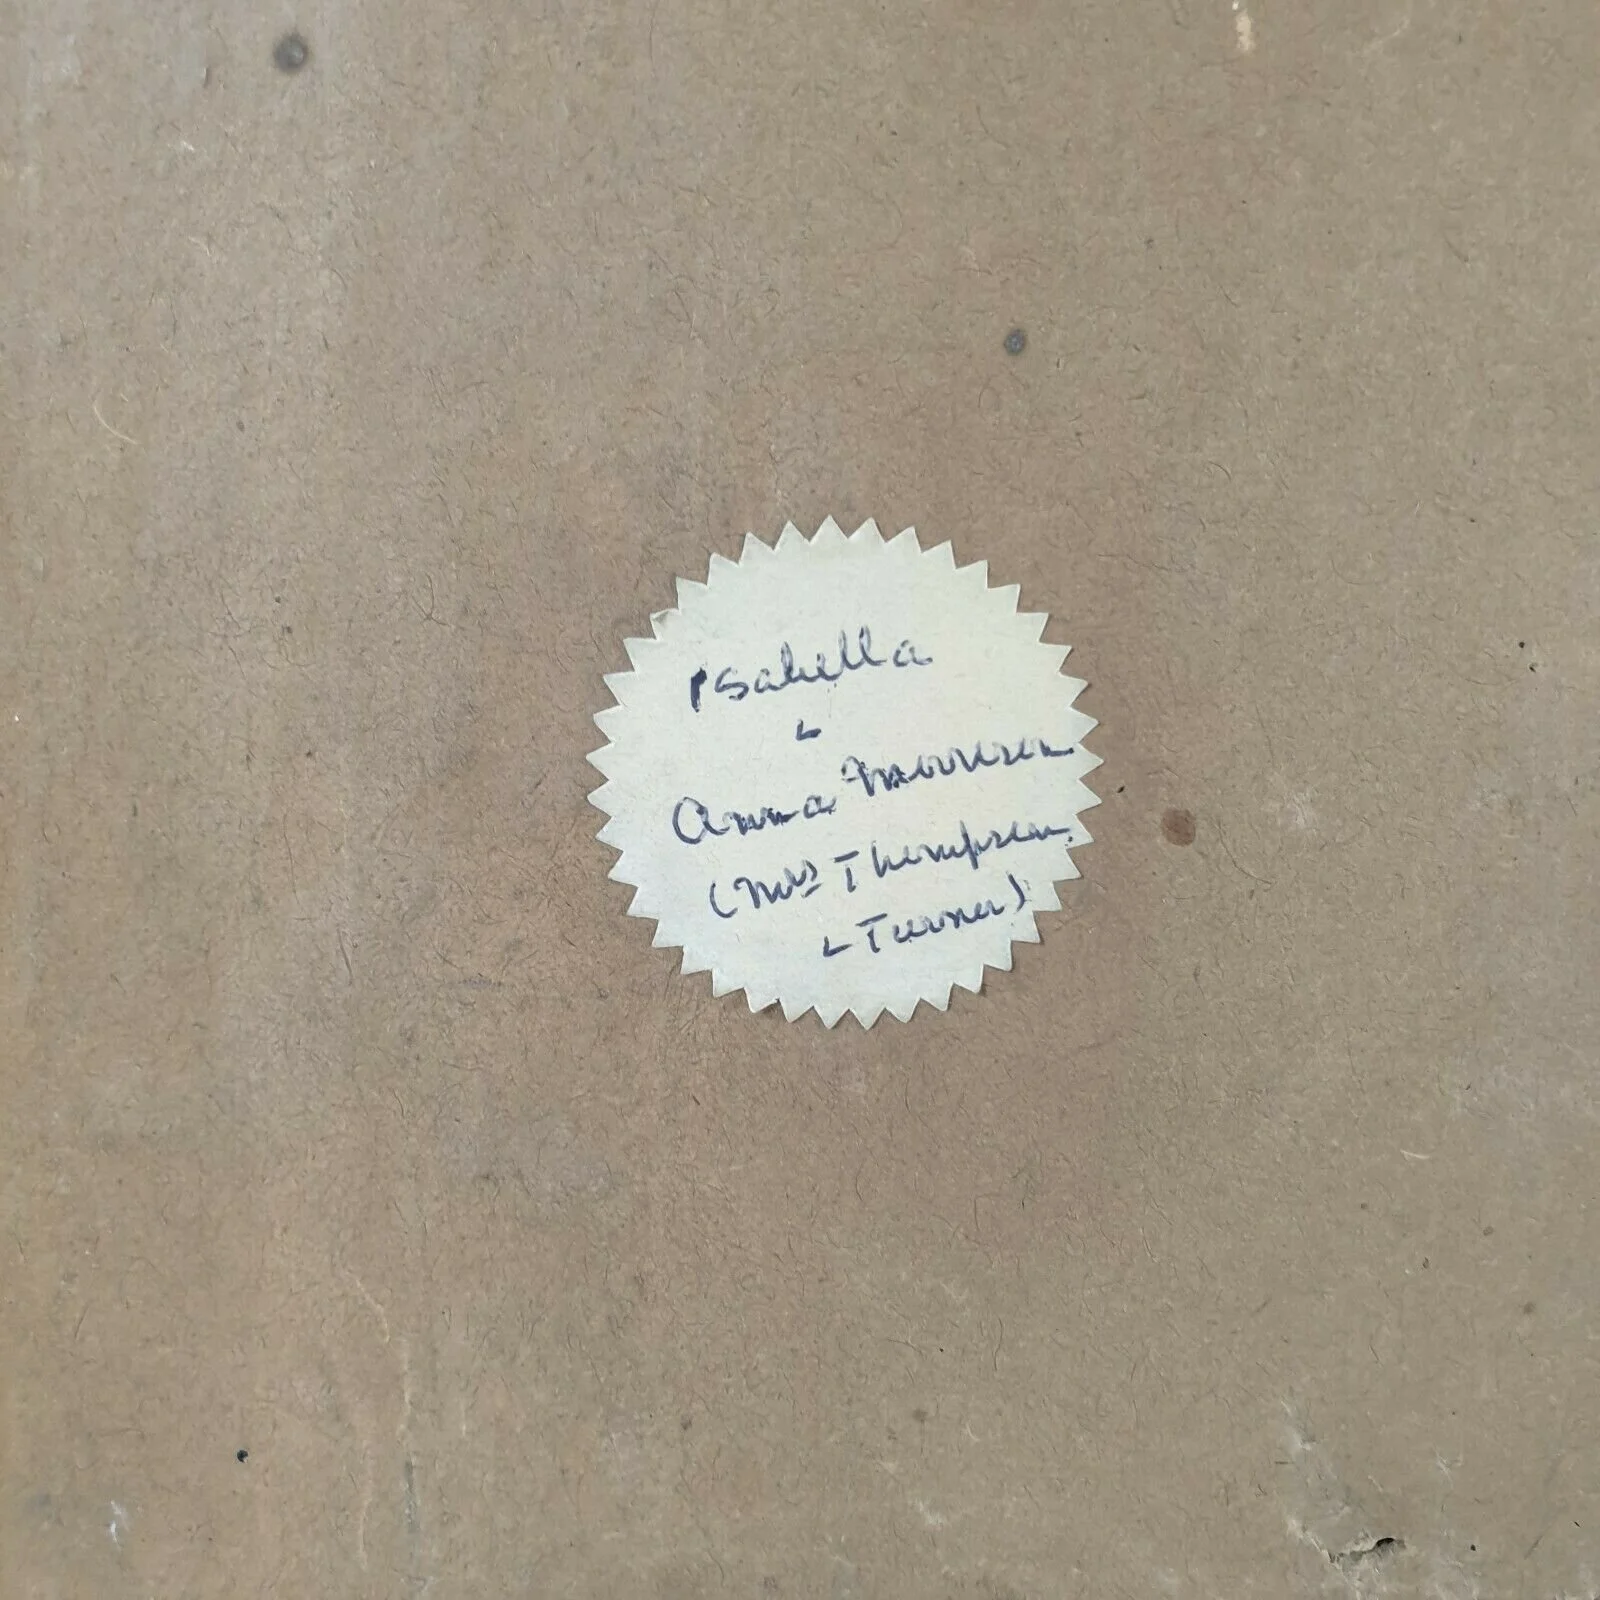 Isabella
&
Anna Morrison
(Mrs Thompson
& Turner)